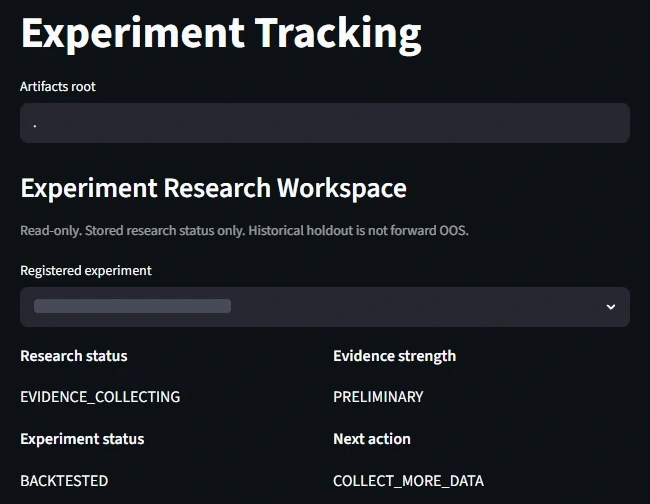 Experiment Tracking
Artifacts root
.
Experiment Research Workspace
Read-only. Stored research status only. Historical holdout is not forward OOS.
Registered experiment
Research status
Evidence strength
EVIDENCE_COLLECTING
PRELIMINARY
Experiment status
Next action
BACKTESTED
COLLECT_MORE_DATA